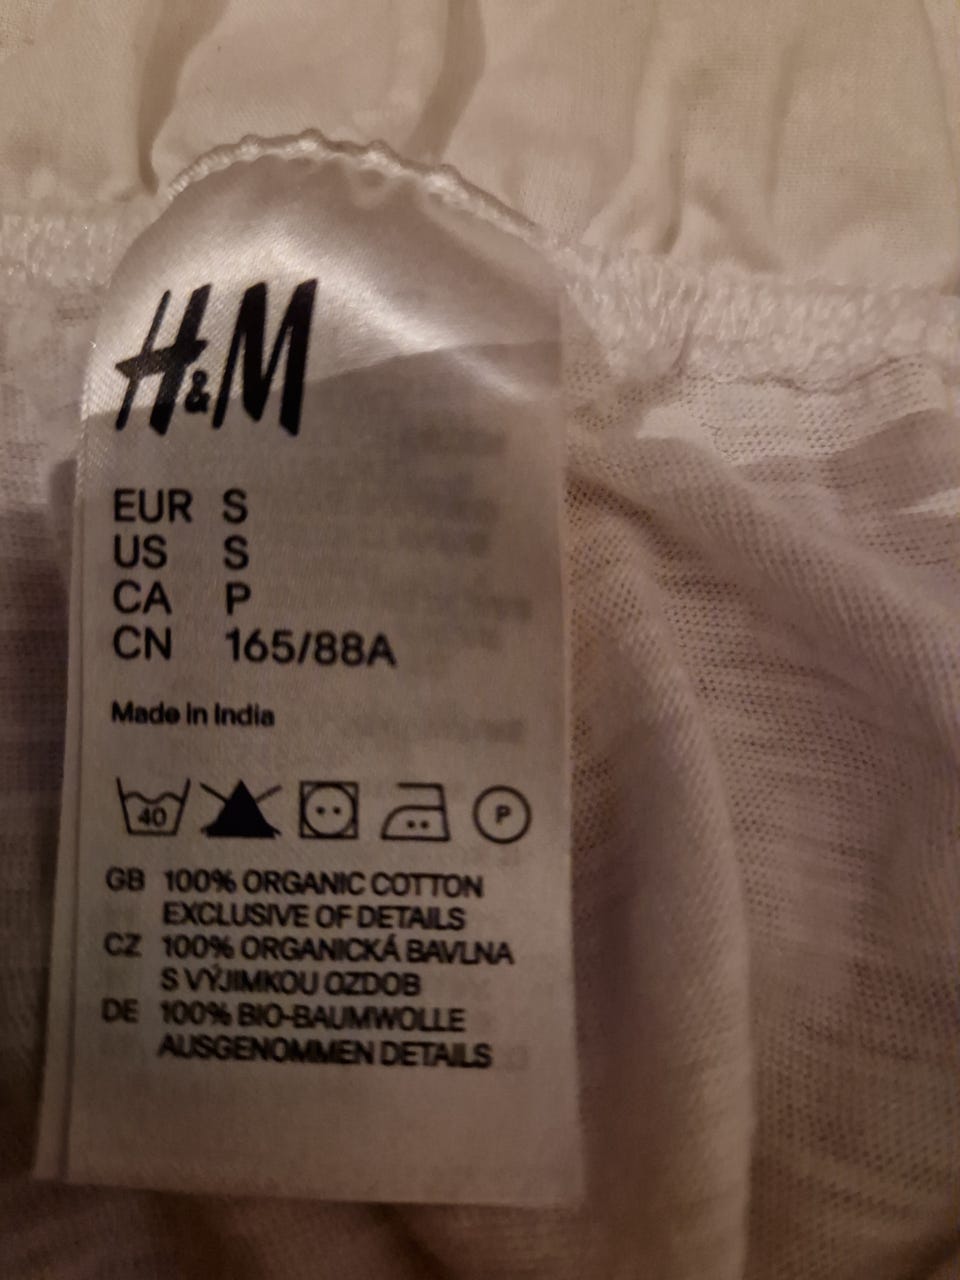 H&M
EUR S
US S
CA P
CN 165/88A
Made in India
40 P
GB 100% ORGANIC COTTON
EXCLUSIVE OF DETAILS
CZ 100% ORGANICKÁ BAVLNA
S VÝJIMKOU OZDOB
DE 100% BIO-BAUMWOLLE
AUSGENOMMEN DETAILS